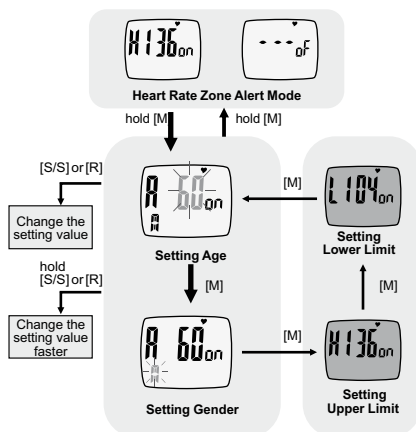 H136on
---oF
Heart Rate Zone Alert Mode
hold [M
hold [M]
[S/S] or [R]
Change the
setting value
A 60on
M
Setting Age
[M]
L104on
Setting
Lower Limit
hold
[S/S] or [R]
Change the
setting value
faster
[M]
[M]
A 60on
M
Setting Gender
[M]
H136on
Setting
Upper Limit